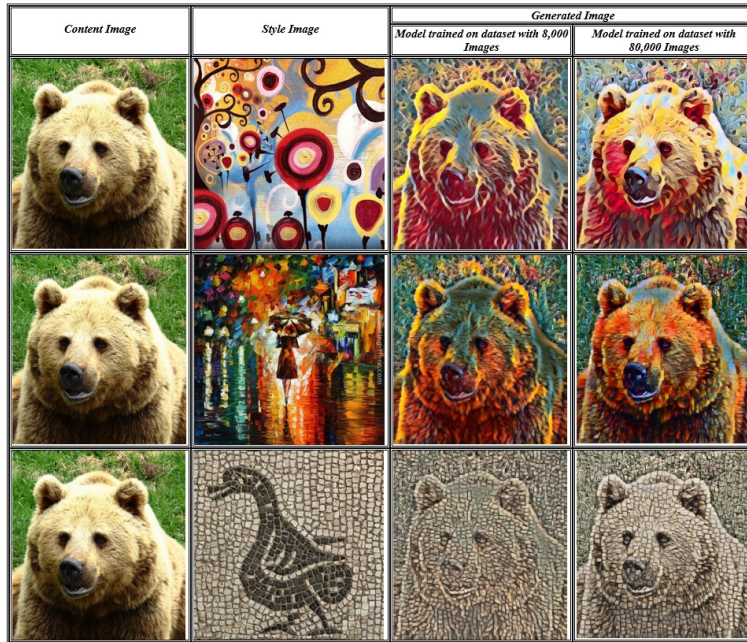 Content Image
Style Image
Generated Image
Model trained on dataset with 8,000
Images
Model trained on dataset with
80,000 Images